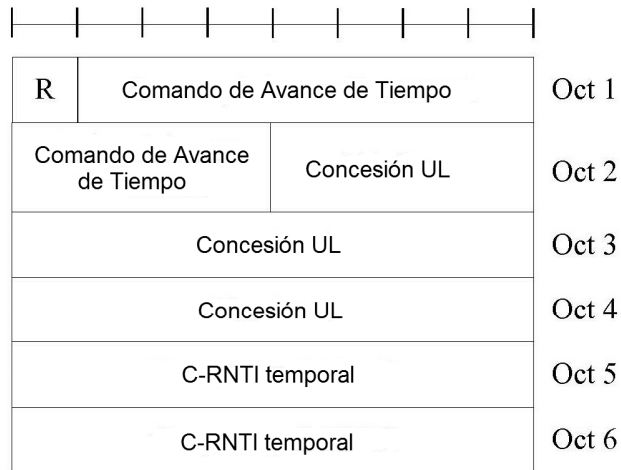 R Comando de Avance de Tiempo Oct 1
Comando de Avance
de Tiempo
Concesión UL Oct 2
Concesión UL Oct 3
Concesión UL Oct 4
C-RNTI temporal Oct 5
C-RNTI temporal Oct 6